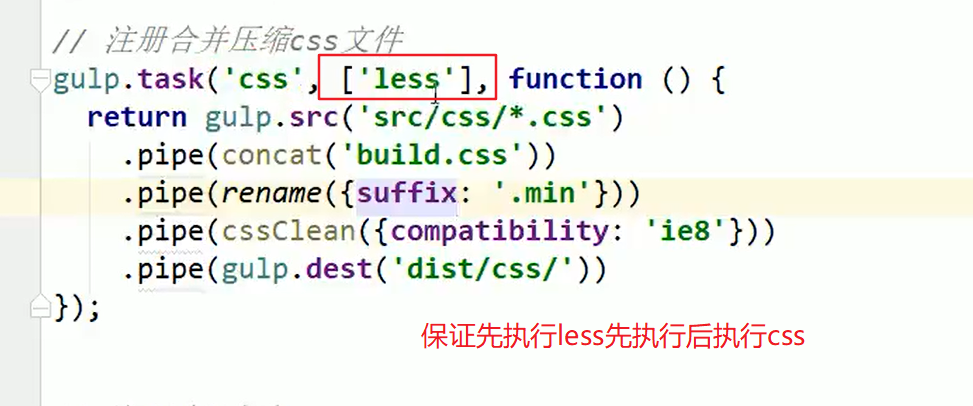 // 注册合并压缩css文件
gulp.task('css', ['less'], function () {
return gulp.src('src/css/*.css')
.pipe(concat('build.css'))
.pipe(rename({suffix: '.min'}))
.pipe(cssClean({compatibility: 'ie8'}))
.pipe(gulp.dest('dist/css/'))
});
保证先执行less先执行后执行css